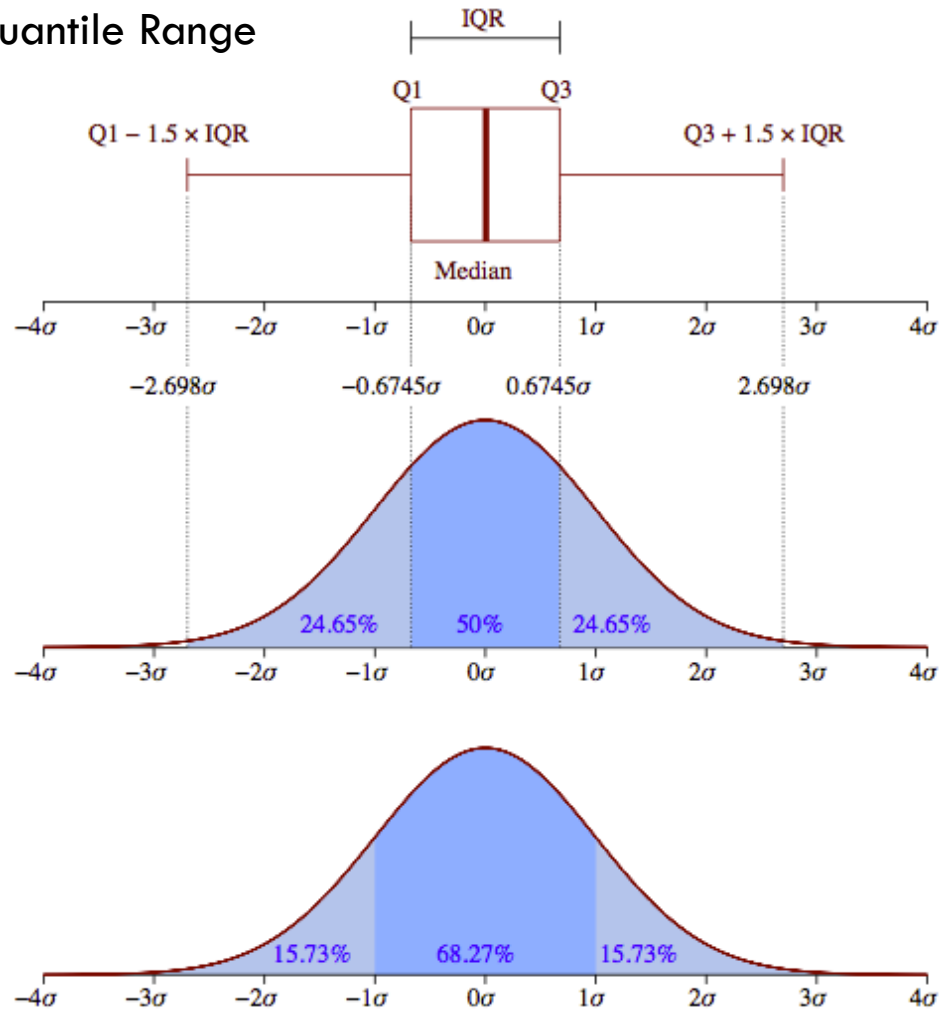 uantile Range
IQR
Q1 Q3
Q1 − 1.5 × IQR Q3 + 1.5 × IQR
Median
−4σ −3σ −2σ −1σ 0σ 1σ 2σ 3σ 4σ
−2.698σ −0.6745σ 0.6745σ 2.698σ
24.65% 50% 24.65%
−4σ −3σ −2σ −1σ 0σ 1σ 2σ 3σ 4σ
15.73% 68.27% 15.73%
−4σ −3σ −2σ −1σ 0σ 1σ 2σ 3σ 4σ